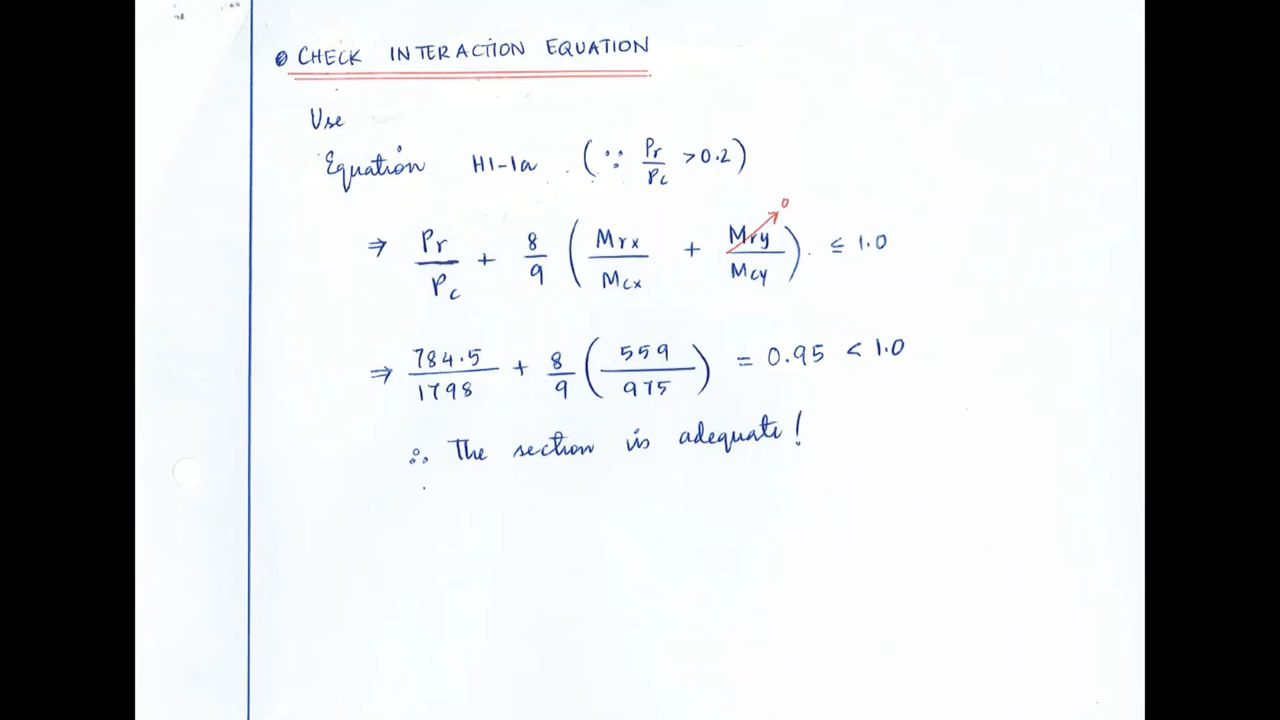 CHECK INTERACTION EQUATION
Use
Equation H1-1a (∵ Pr/Pc > 0.2)
⇒ Pr/Pc + 8/9 (Mrx/Mcx + Mry/Mcy) ≤ 1.0
0
⇒ 784.5/1798 + 8/9 (559/975) = 0.95 < 1.0
∴ The section is adequate!